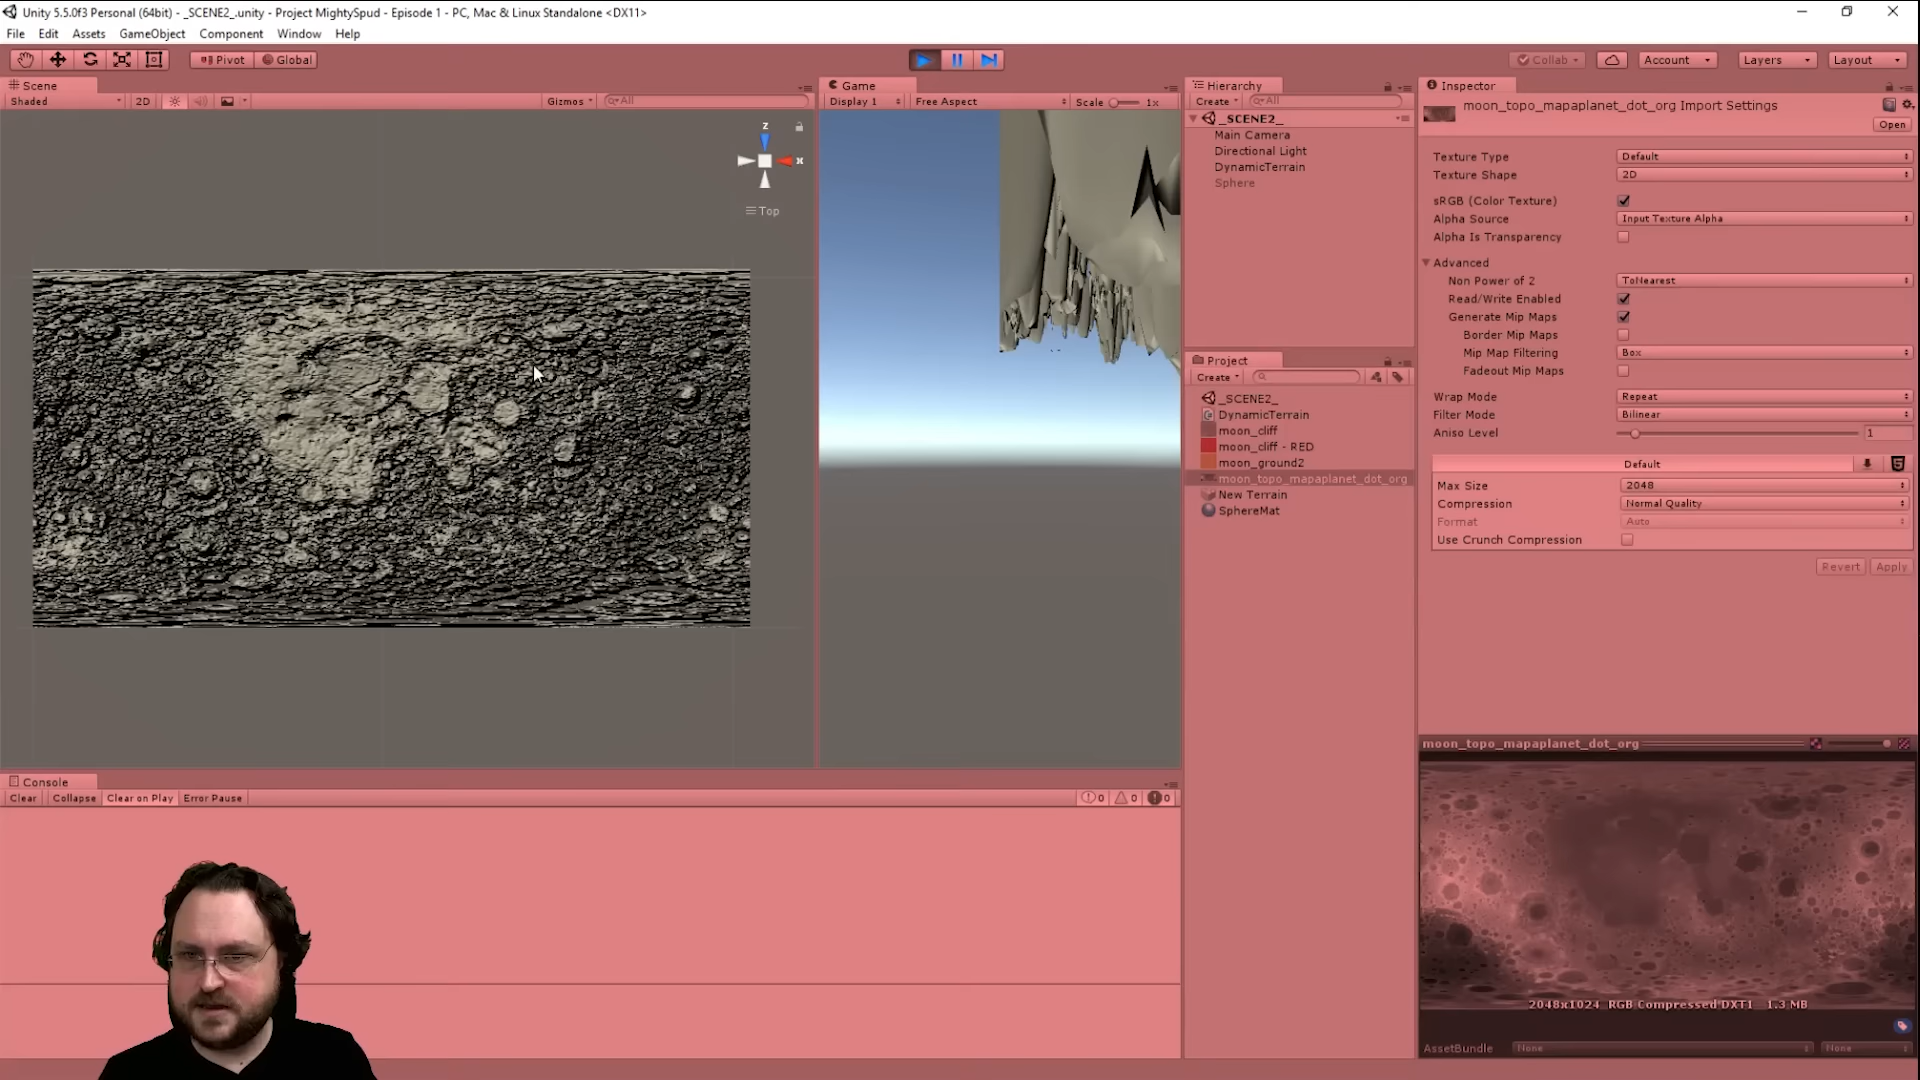 Unity 5.5.0f3 Personal (64bit) - _SCENE2_.unity - Project MightySpud - Episode 1 - PC, Mac & Linux Standalone <DX11>
File Edit Assets GameObject Component Window Help
Pivot Global
Collab Account Layers Layout
Scene
Shaded 2D Gizmos All
z
x
Top
Game
Display 1 Free Aspect Scale 1x
Hierarchy
Create All
_SCENE2_
Main Camera
Directional Light
DynamicTerrain
Sphere
Project
Create
_SCENE2_
DynamicTerrain
moon_cliff
moon_cliff - RED
moon_ground2
moon_topo_mapaplanet_dot_org
New Terrain
SphereMat
Inspector
moon_topo_mapaplanet_dot_org Import Settings
Open
Texture Type Default
Texture Shape 2D
sRGB (Color Texture)
Alpha Source Input Texture Alpha
Alpha Is Transparency
Advanced
Non Power of 2 ToNearest
Read/Write Enabled
Generate Mip Maps
Border Mip Maps
Mip Map Filtering Box
Fadeout Mip Maps
Wrap Mode Repeat
Filter Mode Bilinear
Aniso Level 1
Default
Max Size 2048
Compression Normal Quality
Format Auto
Use Crunch Compression
Revert Apply
moon_topo_mapaplanet_dot_org
2048x1024 RGB Compressed DXT1 1.3 MB
AssetBundle None None
Console
Clear Collapse Clear on Play Error Pause 0 0 0